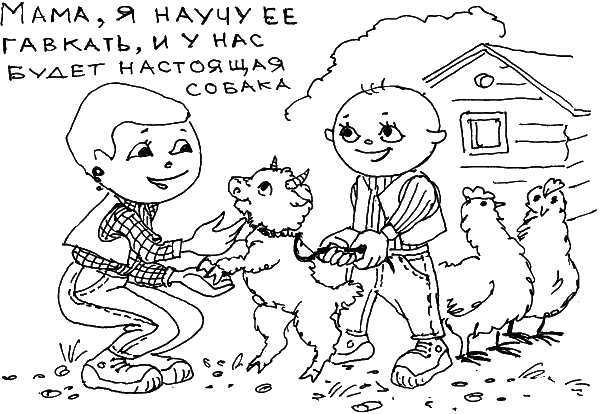 МАМА, Я НАУЧУ ЕЕ
ГАВКАТЬ, И У НАС
БУДЕТ НАСТОЯЩАЯ
СОБАКА